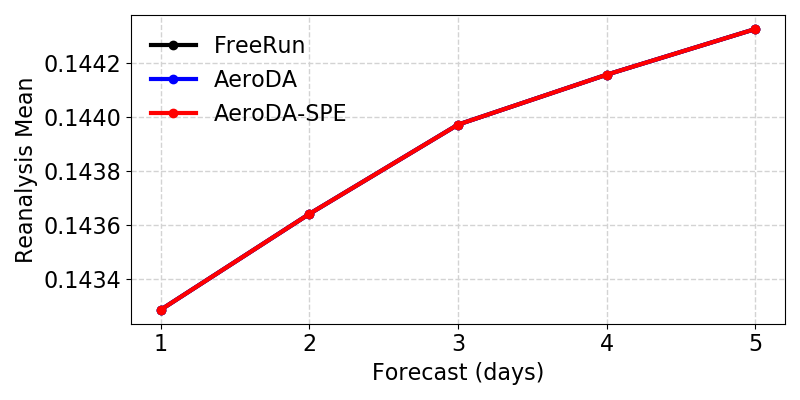 FreeRun
AeroDA
AeroDA-SPE
Reanalysis Mean
0.1442
0.1440
0.1438
0.1436
0.1434
1 2 3 4 5
Forecast (days)